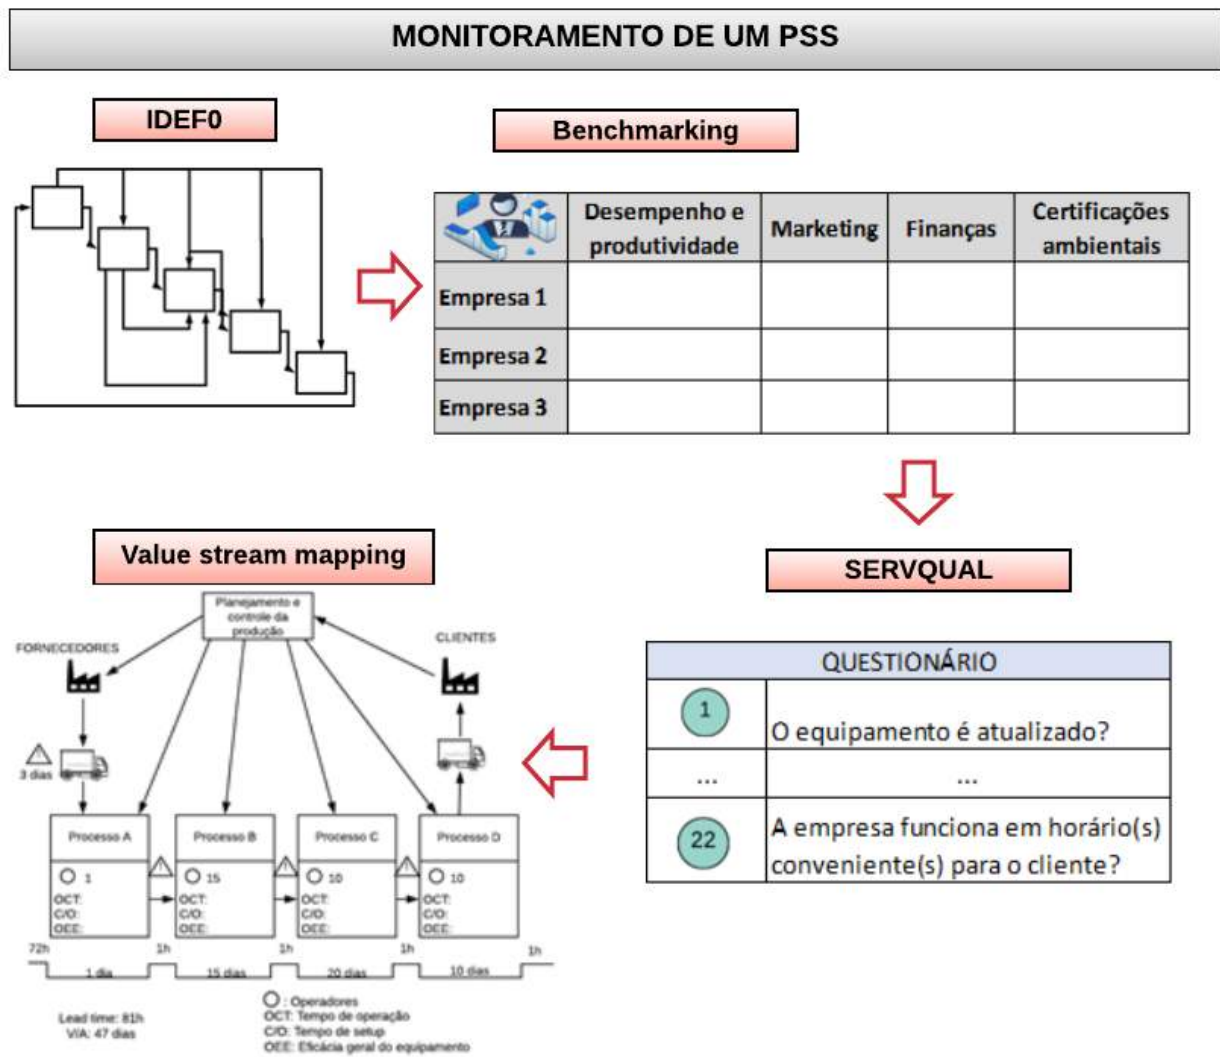 MONITORAMENTO DE UM PSS
IDEF0
Benchmarking
Desempenho e
produtividade
Marketing
Finanças
Certificações
ambientais
Empresa 1
Empresa 2
Empresa 3
Value stream mapping
Planejamento e
controle da
produção
FORNECEDORES
CLIENTES
3 dias
Processo A
1
OCT:
C/O:
OEE:
Processo B
15
OCT:
C/O:
OEE:
Processo C
10
OCT:
C/O:
OEE:
Processo D
10
OCT:
C/O:
OEE:
72h
1h
1h
1h
1h
1 dia
15 dias
20 dias
10 dias
Lead time: 81h
V/A: 47 dias
: Operadores
OCT: Tempo de operação
C/O: Tempo de setup
OEE: Eficácia geral do equipamento
SERVQUAL
QUESTIONÁRIO
1
O equipamento é atualizado?
... ...
22
A empresa funciona em horário(s)
conveniente(s) para o cliente?